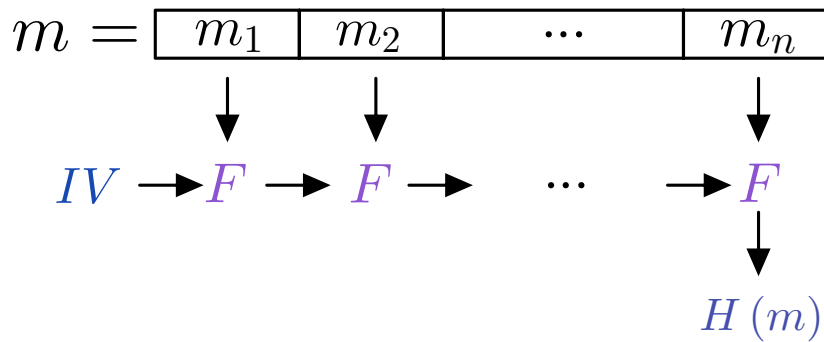 m = m₁ m₂ ··· mₙ
IV F F ··· F
H (m)